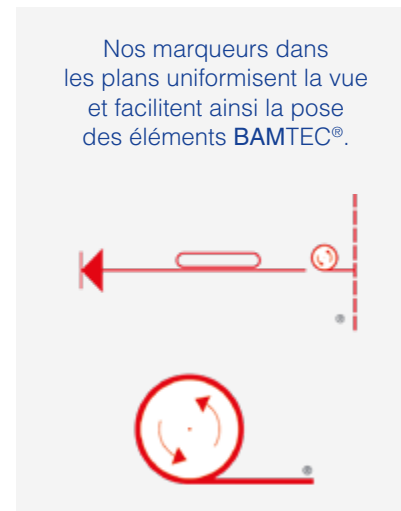 Nos marqueurs dans
les plans uniformisent la vue
et facilitent ainsi la pose
des éléments BAMTEC®.
®
®